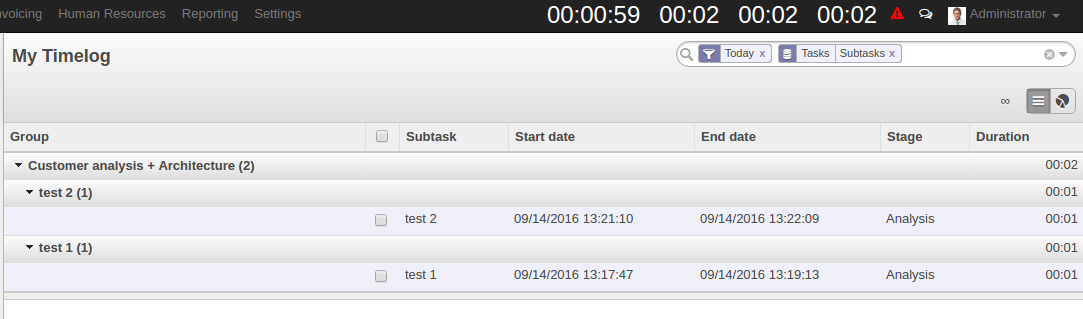 nvoicing Human Resources Reporting Settings 00:00:59 00:02 00:02 00:02 Administrator
My Timelog Today x Tasks Subtasks x
Group Subtask Start date End date Stage Duration
Customer analysis + Architecture (2) 00:02
test 2 (1) 00:01
test 2 09/14/2016 13:21:10 09/14/2016 13:22:09 Analysis 00:01
test 1 (1) 00:01
test 1 09/14/2016 13:17:47 09/14/2016 13:19:13 Analysis 00:01